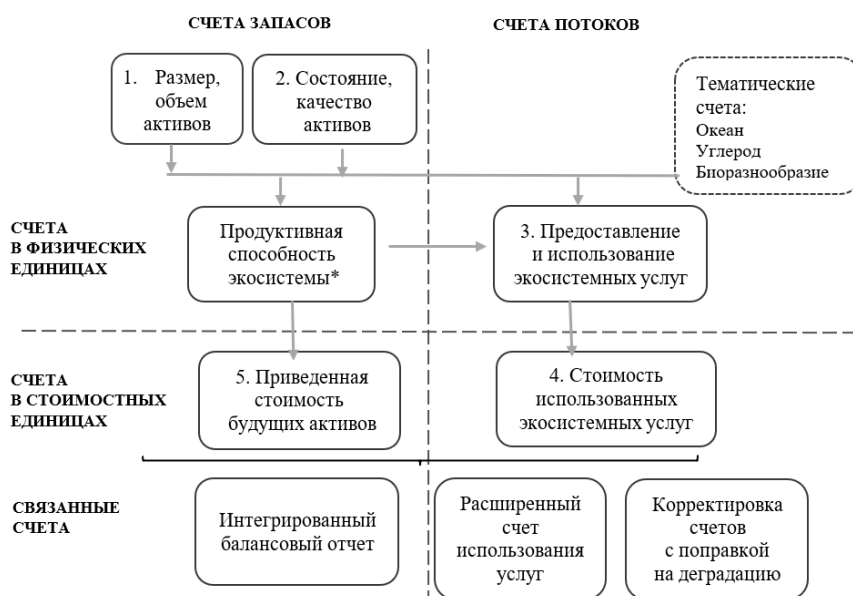 СЧЕТА ЗАПАСОВ
СЧЕТА ПОТОКОВ
1. Размер,
объем
активов
2. Состояние,
качество
активов
Тематические
счета:
Океан
Углерод
Биоразнообразие
СЧЕТА
В ФИЗИЧЕСКИХ
ЕДИНИЦАХ
Продуктивная
способность
экосистемы*
3. Предоставление
и использование
экосистемных услуг
СЧЕТА
В СТОИМОСТНЫХ
ЕДИНИЦАХ
5. Приведенная
стоимость
будущих активов
4. Стоимость
использованных
экосистемных услуг
СВЯЗАННЫЕ
СЧЕТА
Интегрированный
балансовый отчет
Расширенный
счет
использования
услуг
Корректировка
счетов
с поправкой
на деградацию